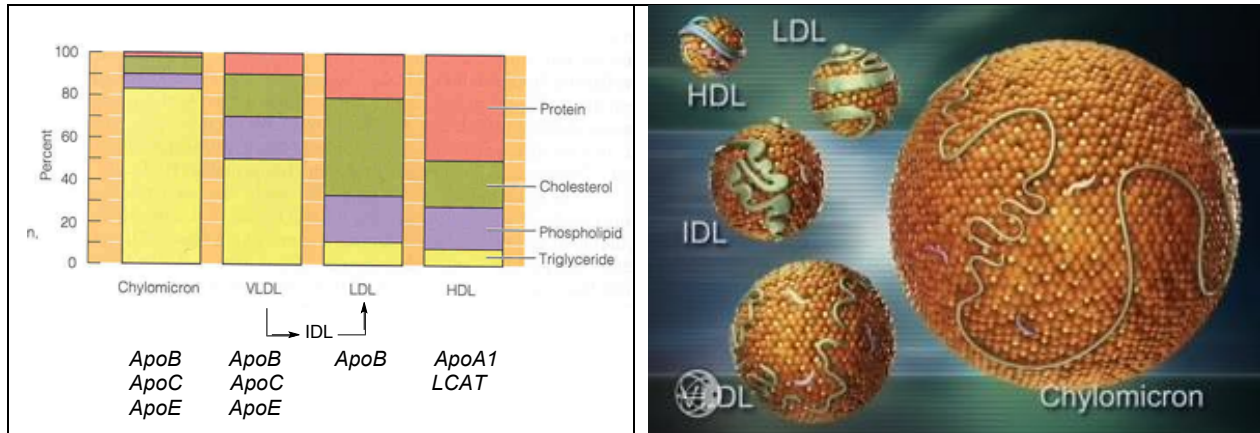 100
80
60
40
20
0
Percent
n,
Protein
Cholesterol
Phospholipid
Triglyceride
Chylomicron VLDL LDL HDL
IDL
ApoB ApoB ApoB ApoA1
ApoC ApoC LCAT
ApoE ApoE
LDL
HDL
IDL
VLDL
Chylomicron